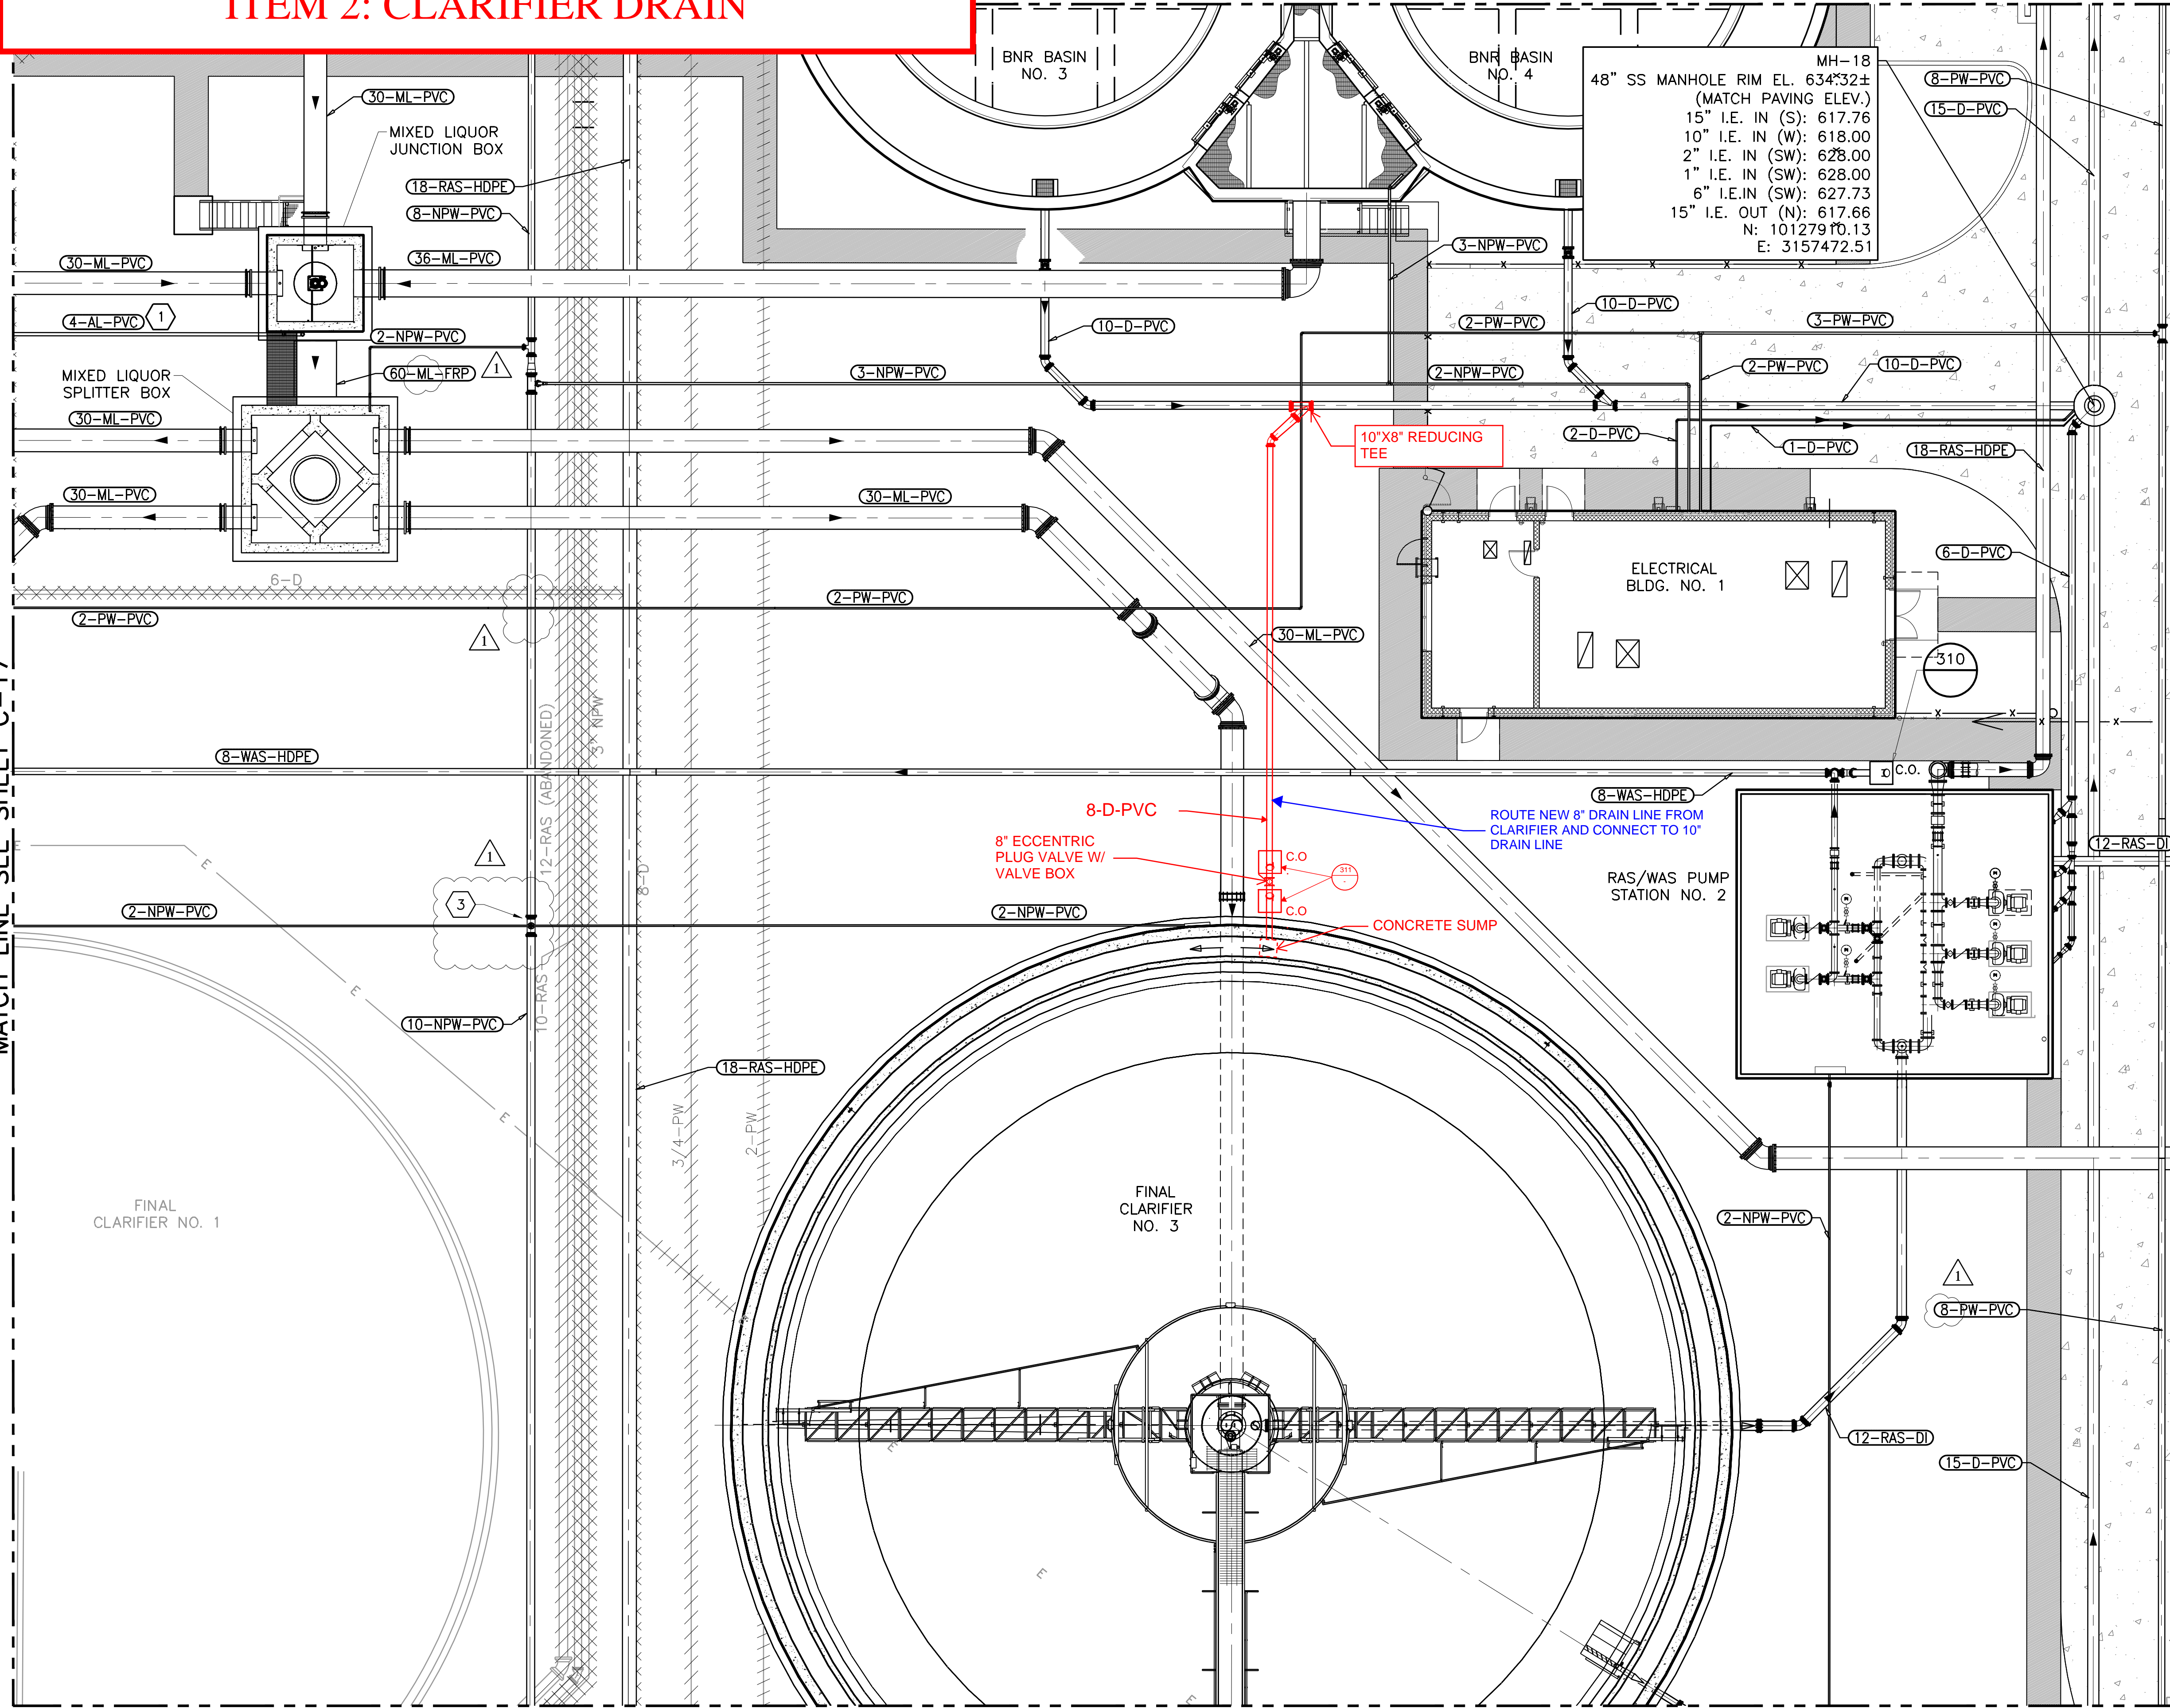 ITEM 2: CLARIFIER DRAIN
BNR BASIN
NO. 3
BNR BASIN
NO. 4
MH-18
48" SS MANHOLE RIM EL. 634.32±
(MATCH PAVING ELEV.)
15" I.E. IN (S): 617.76
10" I.E. IN (W): 618.00
2" I.E. IN (SW): 628.00
1" I.E. IN (SW): 628.00
6" I.E.IN (SW): 627.73
15" I.E. OUT (N): 617.66
N: 10127910.13
E: 3157472.51
8-PW-PVC
15-D-PVC
30-ML-PVC
MIXED LIQUOR
JUNCTION BOX
18-RAS-HDPE
8-NPW-PVC
30-ML-PVC
36-ML-PVC
3-NPW-PVC
4-AL-PVC
1
2-NPW-PVC
10-D-PVC
10-D-PVC
2-PW-PVC
3-PW-PVC
MIXED LIQUOR
SPLITTER BOX
60-ML-FRP
1
3-NPW-PVC
2-NPW-PVC
2-PW-PVC
10-D-PVC
30-ML-PVC
10"X8" REDUCING
TEE
2-D-PVC
1-D-PVC
18-RAS-HDPE
30-ML-PVC
30-ML-PVC
6-D-PVC
ELECTRICAL
BLDG. NO. 1
6-D
2-PW-PVC
2-PW-PVC
1
30-ML-PVC
310
MATCH LINE SEE SHEET C-17
12-RAS (ABANDONED)
3" NPW
8-WAS-HDPE
C.O.
8-WAS-HDPE
8-D-PVC
ROUTE NEW 8" DRAIN LINE FROM
CLARIFIER AND CONNECT TO 10"
DRAIN LINE
8" ECCENTRIC
PLUG VALVE W/
VALVE BOX
C.O
311
C.O
CONCRETE SUMP
12-RAS-DI
RAS/WAS PUMP
STATION NO. 2
E
E
1
3
8-D
2-NPW-PVC
2-NPW-PVC
E
10-NPW-PVC
10-RAS
18-RAS-HDPE
E
3/4-PW
2-PW
FINAL
CLARIFIER NO. 1
FINAL
CLARIFIER
NO. 3
2-NPW-PVC
1
8-PW-PVC
12-RAS-DI
15-D-PVC
E
E
E